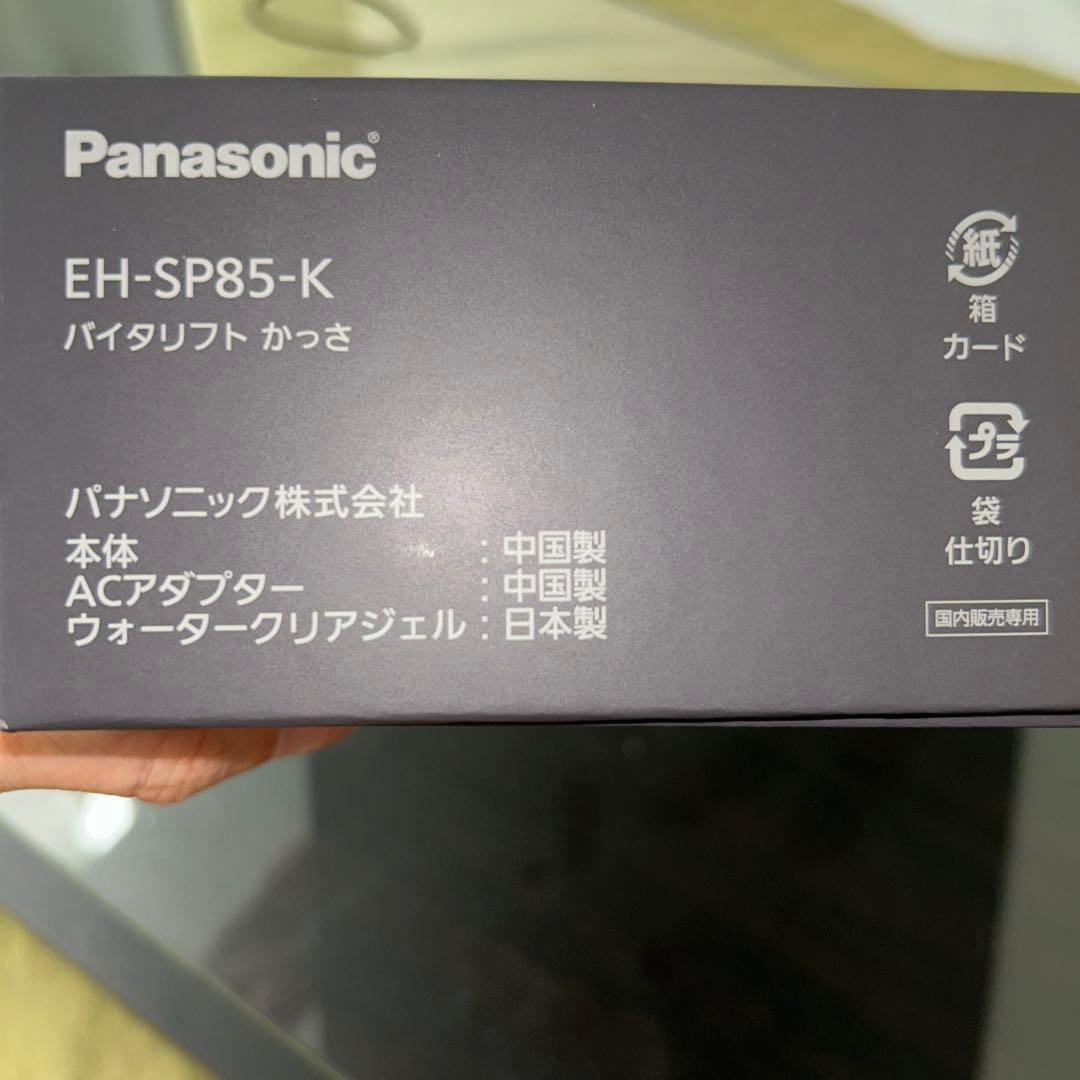 Panasonic®
EH-SP85-K
バイタリフト かっさ
パナソニック株式会社
本体 : 中国製
ACアダプター : 中国製
ウォータークリアジェル : 日本製
紙
箱
カード
プラ
袋
仕切り
国内販売専用